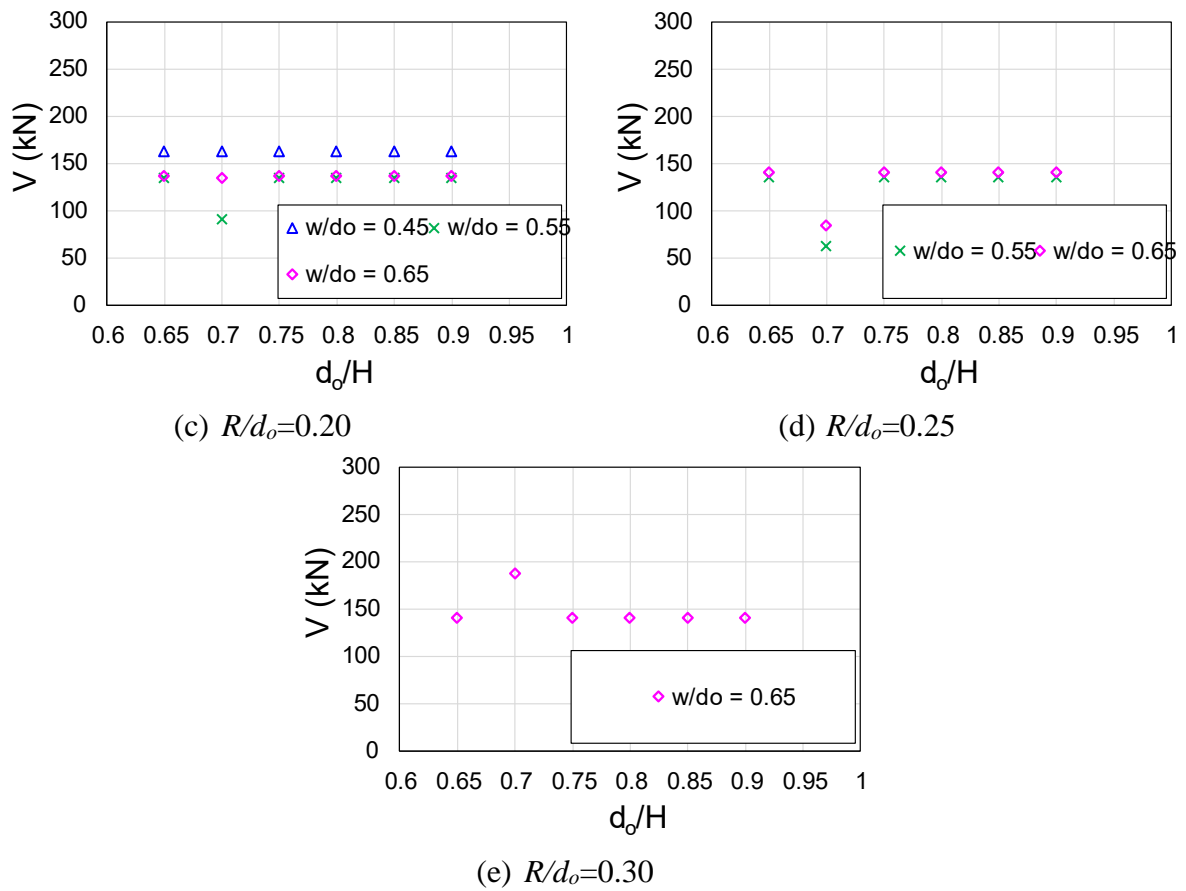 300
250
200
150
100
50
0
V (kN)
0.6 0.65 0.7 0.75 0.8 0.85 0.9 0.95 1
do/H
w/do = 0.45 w/do = 0.55
w/do = 0.65
(c) R/do=0.20
300
250
200
150
100
50
0
V (kN)
0.6 0.65 0.7 0.75 0.8 0.85 0.9 0.95 1
do/H
w/do = 0.55 w/do = 0.65
(d) R/do=0.25
300
250
200
150
100
50
0
V (kN)
0.6 0.65 0.7 0.75 0.8 0.85 0.9 0.95 1
do/H
w/do = 0.65
(e) R/do=0.30